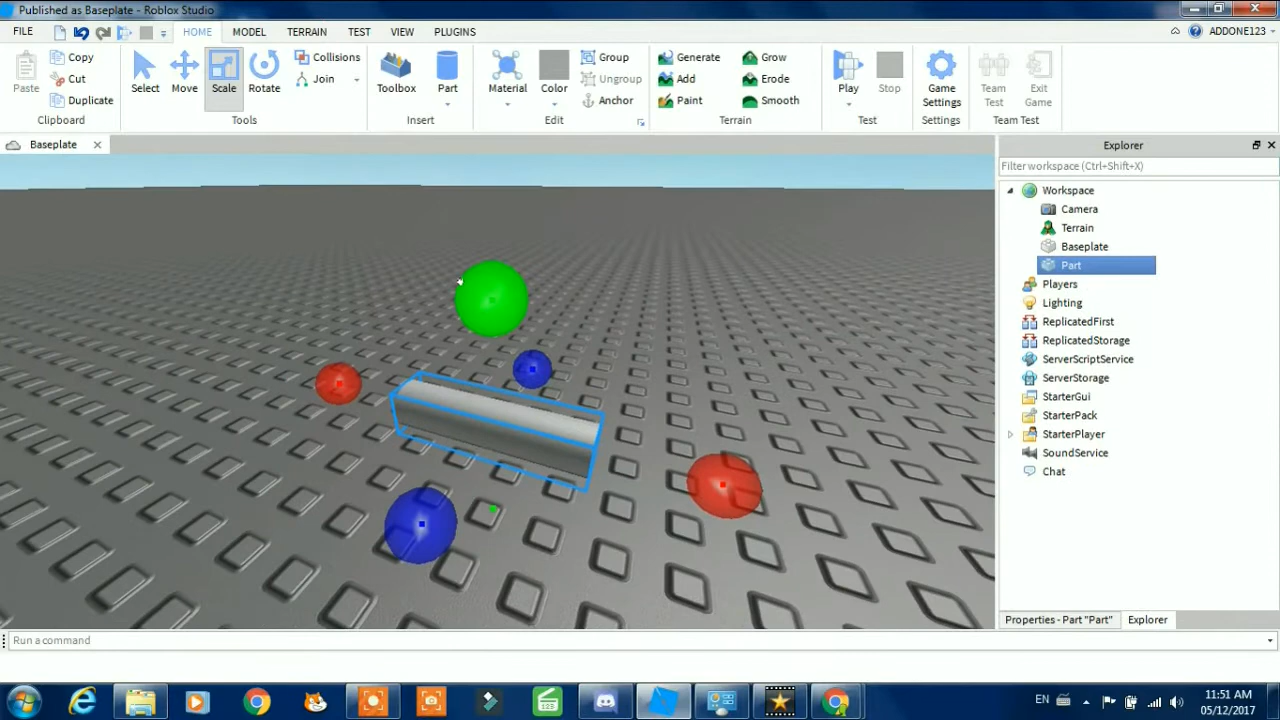 Published as Baseplate - Roblox Studio
FILE HOME MODEL TERRAIN TEST VIEW PLUGINS ADDONE123
Paste Copy Cut Duplicate Clipboard
Select Move Scale Rotate Collisions Join Tools
Toolbox Part Insert
Material Color Group Ungroup Anchor Edit
Generate Add Paint Grow Erode Smooth Terrain
Play Stop Test
Game Settings Settings
Team Test Exit Game Team Test
Baseplate
Explorer
Filter workspace (Ctrl+Shift+X)
Workspace
Camera
Terrain
Baseplate
Part
Players
Lighting
ReplicatedFirst
ReplicatedStorage
ServerScriptService
ServerStorage
StarterGui
StarterPack
StarterPlayer
SoundService
Chat
Properties - Part "Part" Explorer
Run a command
123
EN
11:51 AM
05/12/2017